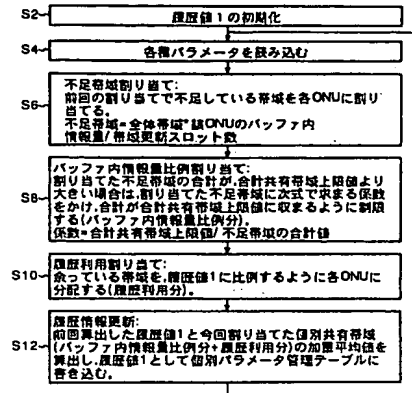 S2
履歴値1の初期化
S4
各種パラメータを読み込む
S6
不足帯域割り当て:
前回の割り当てで不足している帯域を各ONUに割り
当てる。
不足帯域=全体帯域*該ONUのバッファ内
情報量/帯域更新スロット数
S8
バッファ内情報量比例割り当て:
割り当てた不足帯域の合計が,合計共有帯域上限値より
大きい場合は,割り当てた不足帯域に次式で求まる係数
をかけ,合計が合計共有帯域上限値に収まるように制限
する(バッファ内情報量比例分)。
係数=合計共有帯域上限値/不足帯域の合計値
S10
履歴利用割り当て:
余っている帯域を,履歴値1に比例するように各ONUに
分配する(履歴利用分)。
S12
履歴情報更新:
前回算出した履歴値1と今回割り当てた個別共有帯域
(バッファ内情報量比例分+履歴利用分)の加重平均値を
算出し,履歴値1として個別パラメータ管理テーブルに
書き込む。